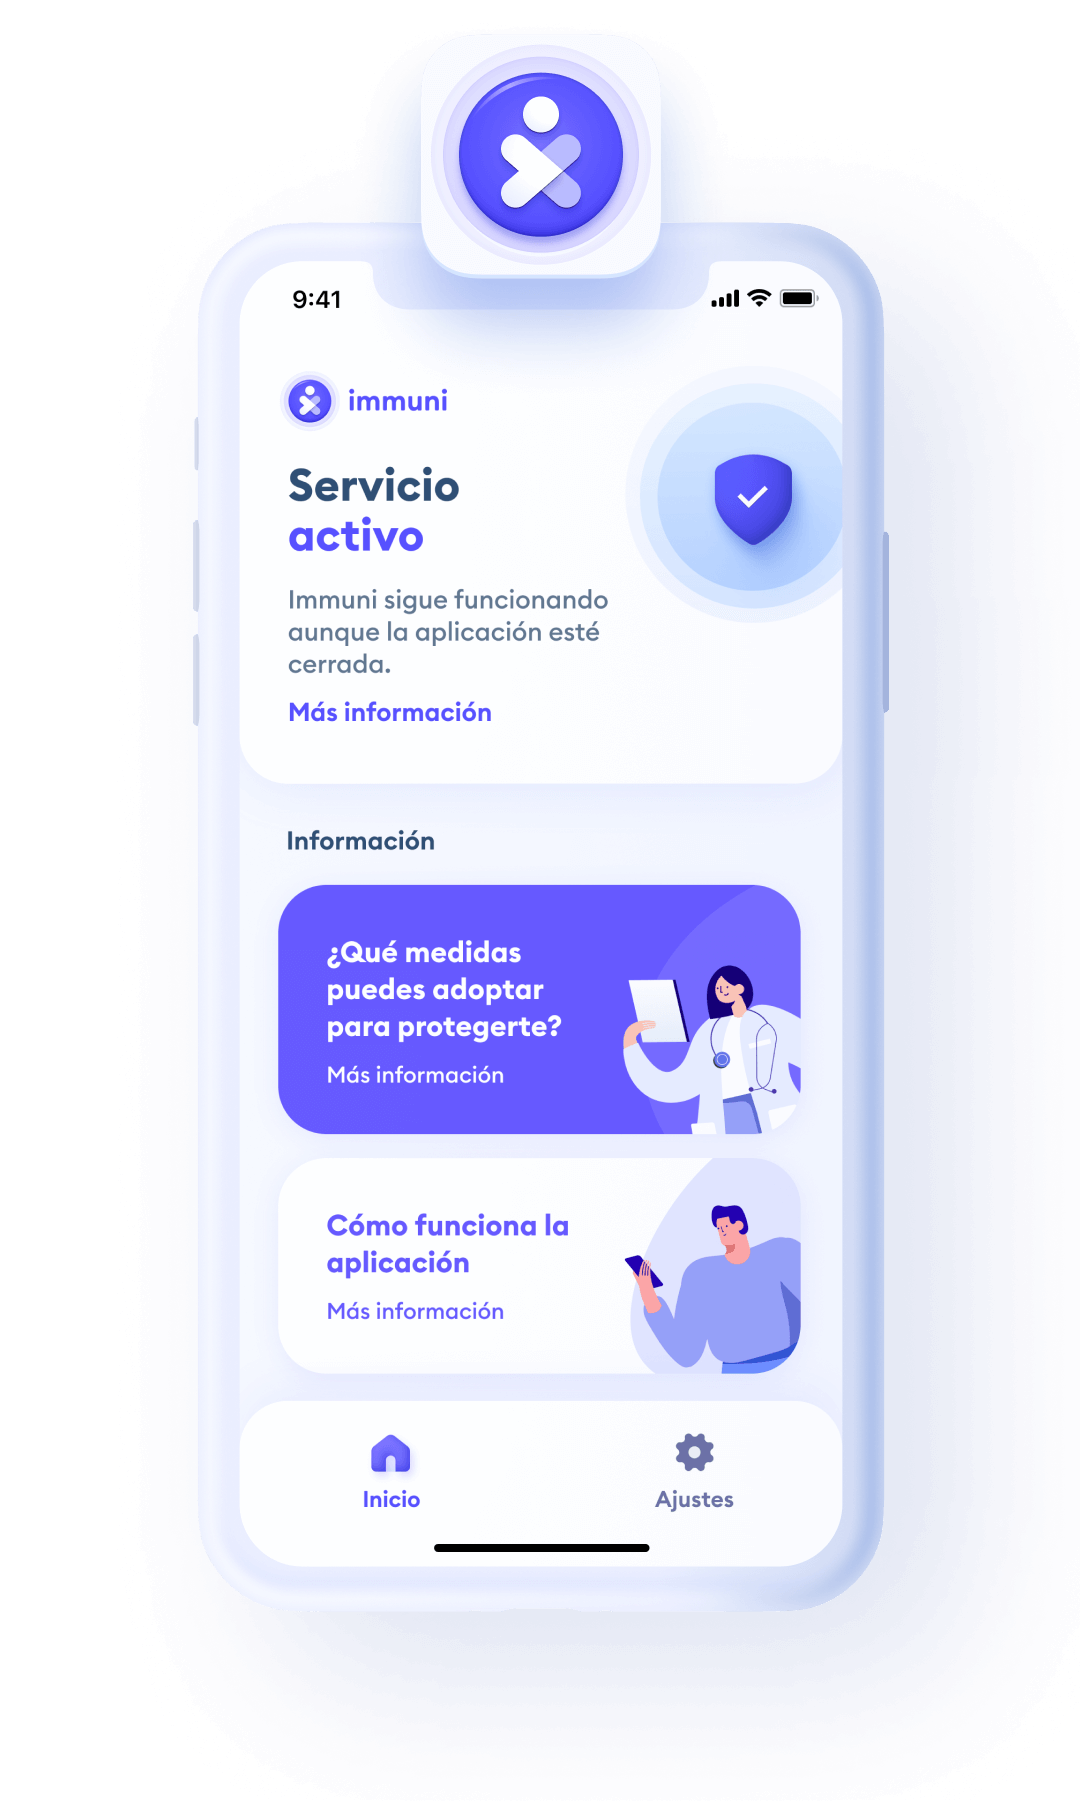 9:41
immuni
Servicio
activo
Immuni sigue funcionando
aunque la aplicación esté
cerrada.
Más información
Información
¿Qué medidas
puedes adoptar
para protegerte?
Más información
Cómo funciona la
aplicación
Más información
Inicio
Ajustes